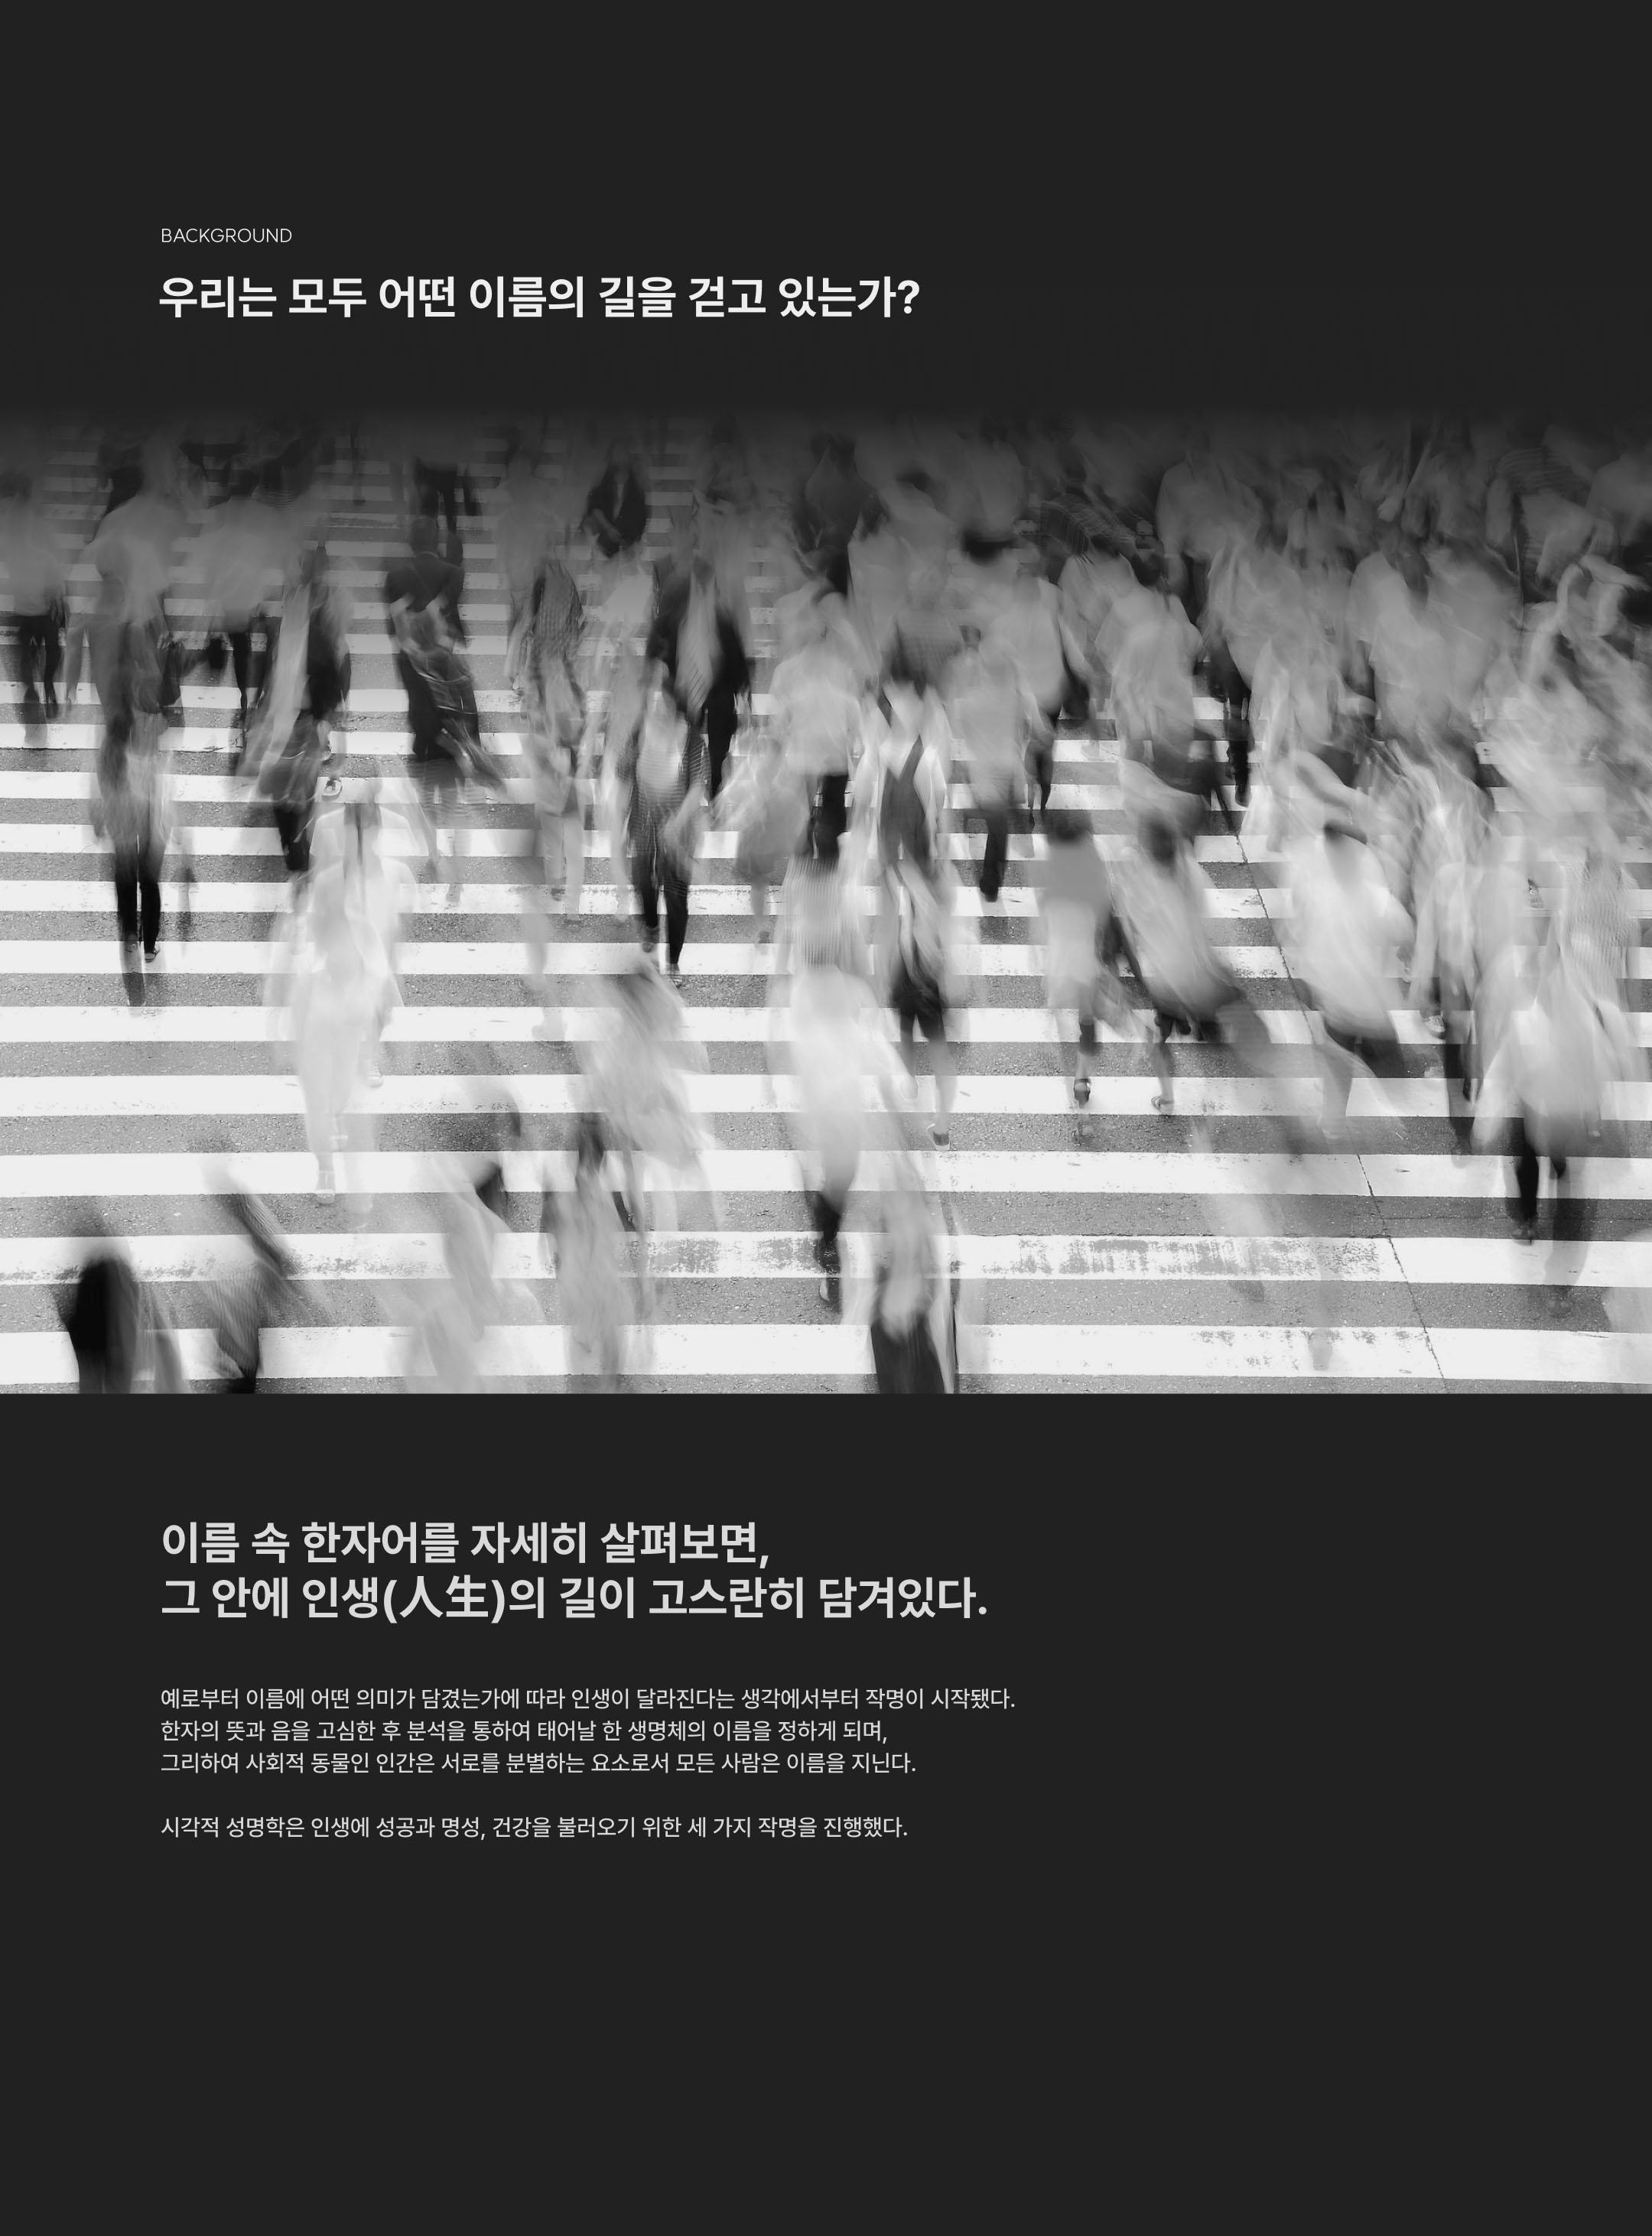 BACKGROUND
우리는 모두 어떤 이름의 길을 걷고 있는가?
이름 속 한자어를 자세히 살펴보면,
그 안에 인생(人生)의 길이 고스란히 담겨있다.
예로부터 이름에 어떤 의미가 담겼는가에 따라 인생이 달라진다는 생각에서부터 작명이 시작됐다.
한자의 뜻과 음을 고심한 후 분석을 통하여 태어날 한 생명체의 이름을 정하게 되며,
그리하여 사회적 동물인 인간은 서로를 분별하는 요소로서 모든 사람은 이름을 지닌다.
시각적 성명학은 인생에 성공과 명성, 건강을 불러오기 위한 세 가지 작명을 진행했다.